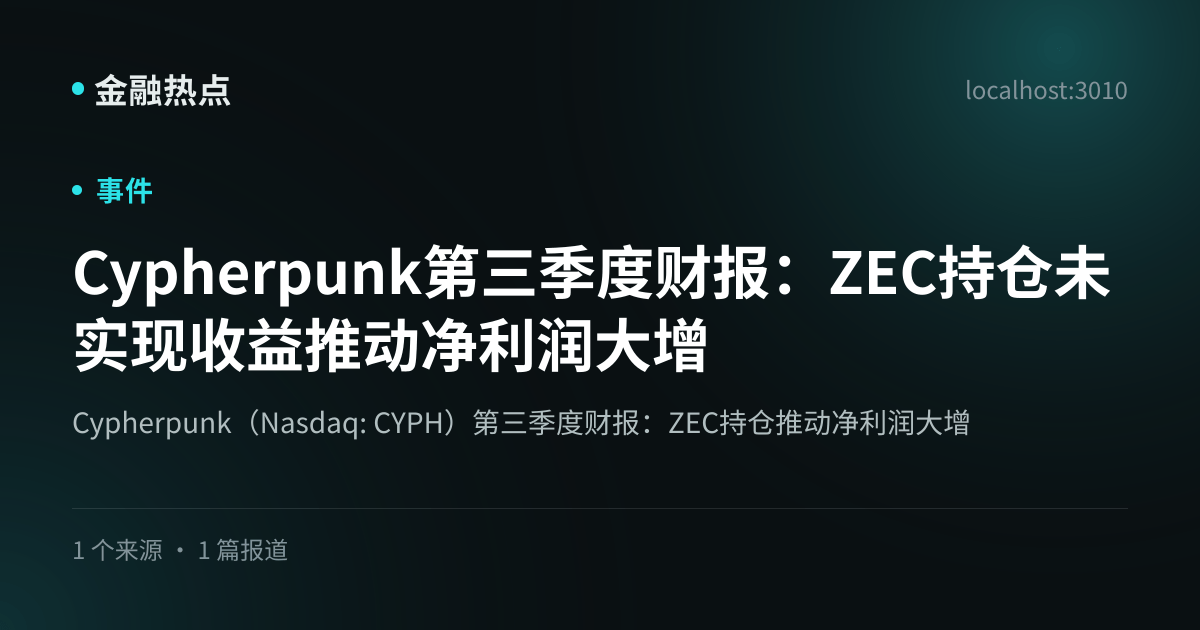 金融热点
localhost:3010
事件
Cypherpunk第三季度财报：ZEC持仓未
实现收益推动净利润大增
Cypherpunk（Nasdaq: CYPH）第三季度财报：ZEC持仓推动净利润大增
1 个来源 · 1 篇报道